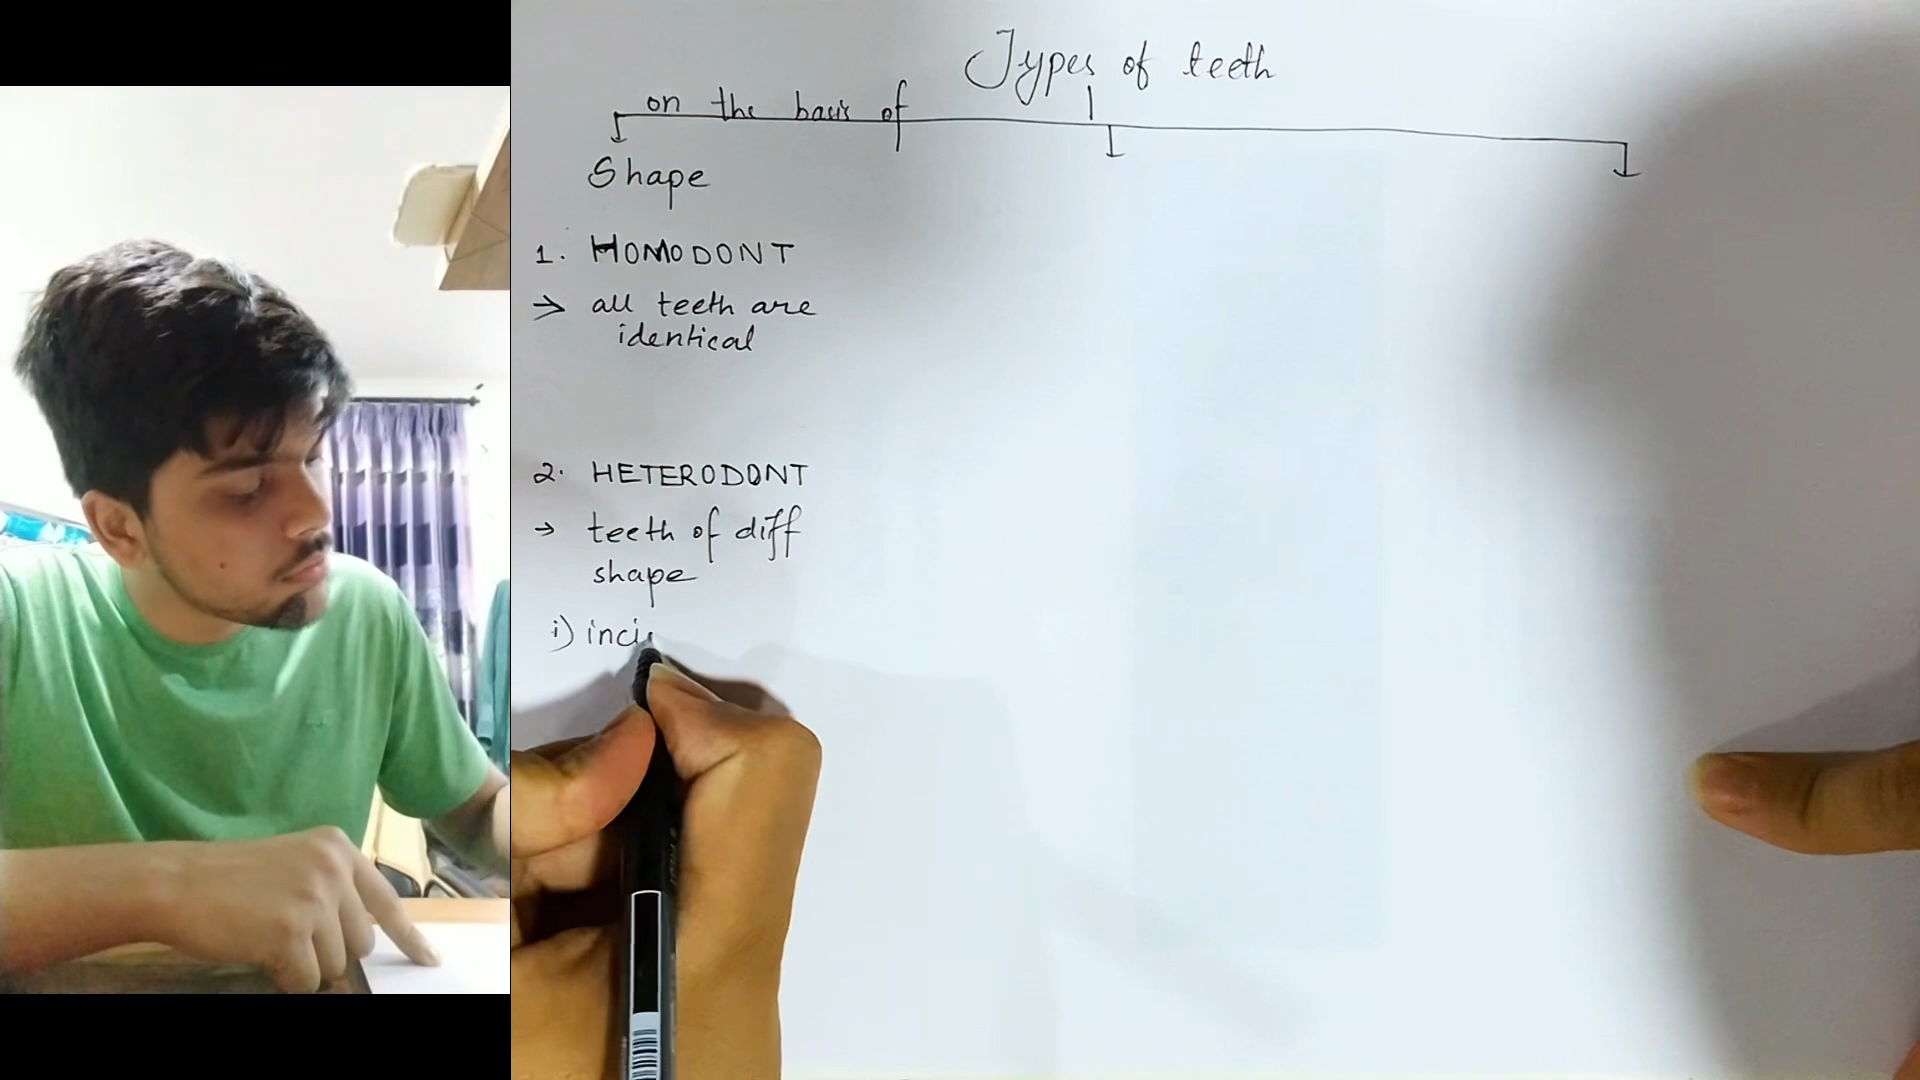 Types of teeth
on the basis of
Shape
1. HOMODONT
→ all teeth are
identical
2. HETERODONT
→ teeth of diff
shape
i) inci